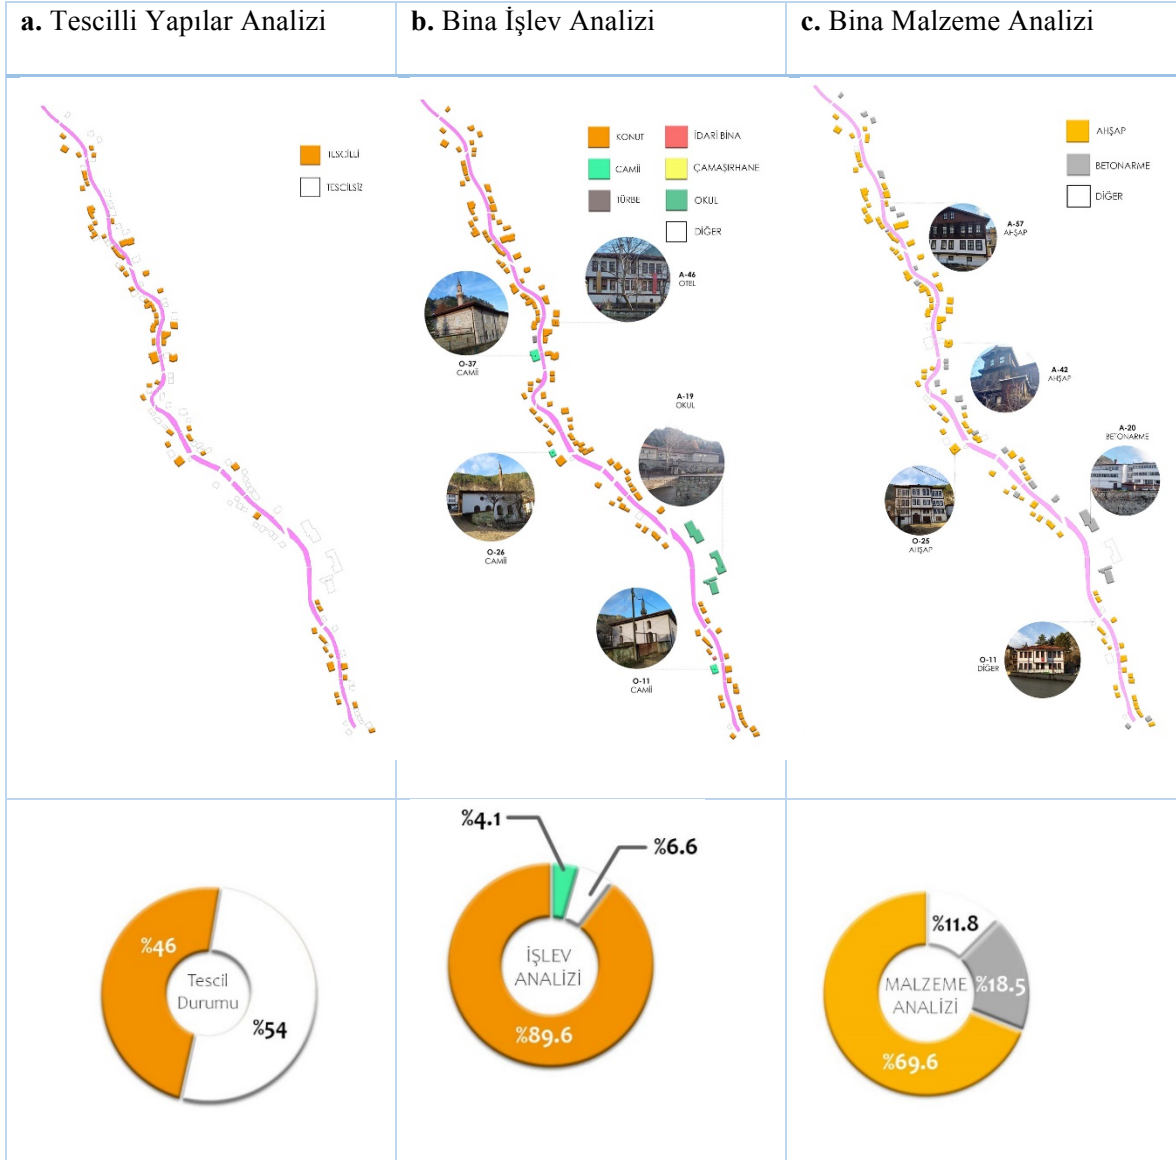 a. Tescilli Yapılar Analizi
b. Bina İşlev Analizi
c. Bina Malzeme Analizi
TESCİLLİ
TESCİLSİZ
KONUT
CAMİİ
TÜRBE
İDARİ BİNA
ÇAMAŞIRHANE
OKUL
DİĞER
A-46
OTEL
O-37
CAMİİ
A-19
OKUL
O-26
CAMİİ
O-11
CAMİİ
AHŞAP
BETONARME
DİĞER
A-57
AHŞAP
A-42
AHŞAP
A-20
BETONARME
O-25
AHŞAP
O-11
DİĞER
%46
Tescil
Durumu
%54
%4.1
%6.6
İŞLEV
ANALİZİ
%89.6
%11.8
MALZEME
ANALİZİ
%18.5
%69.6